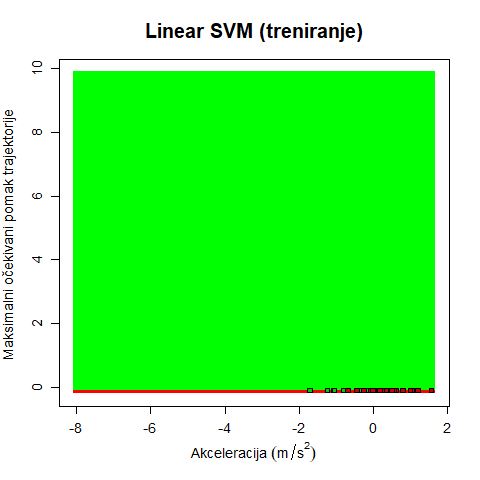 Linear SVM (treniranje)
Maksimalni očekivani pomak trajektorije
10
8
6
4
2
0
-8 -6 -4 -2 0 2
Akceleracija (m/s²)